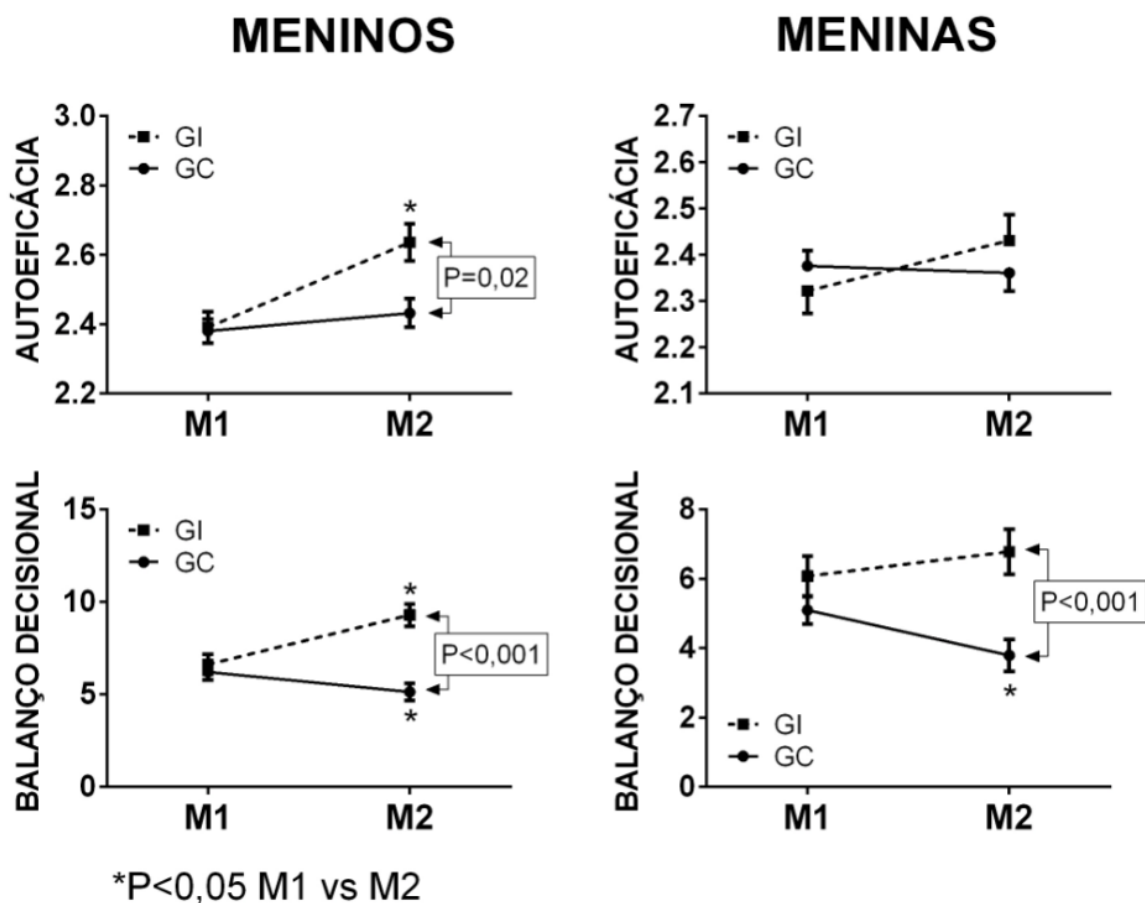 MENINOS
MENINAS
AUTOEFICÁCIA
3.0
2.8
2.6
2.4
2.2
GI
GC
*
P=0,02
M1
M2
AUTOEFICÁCIA
2.7
2.6
2.5
2.4
2.3
2.2
2.1
GI
GC
M1
M2
BALANÇO DECISIONAL
15
10
5
0
GI
GC
*
P<0,001
*
M1
M2
BALANÇO DECISIONAL
8
6
4
2
0
P<0,001
*
GI
GC
M1
M2
*P<0,05 M1 vs M2